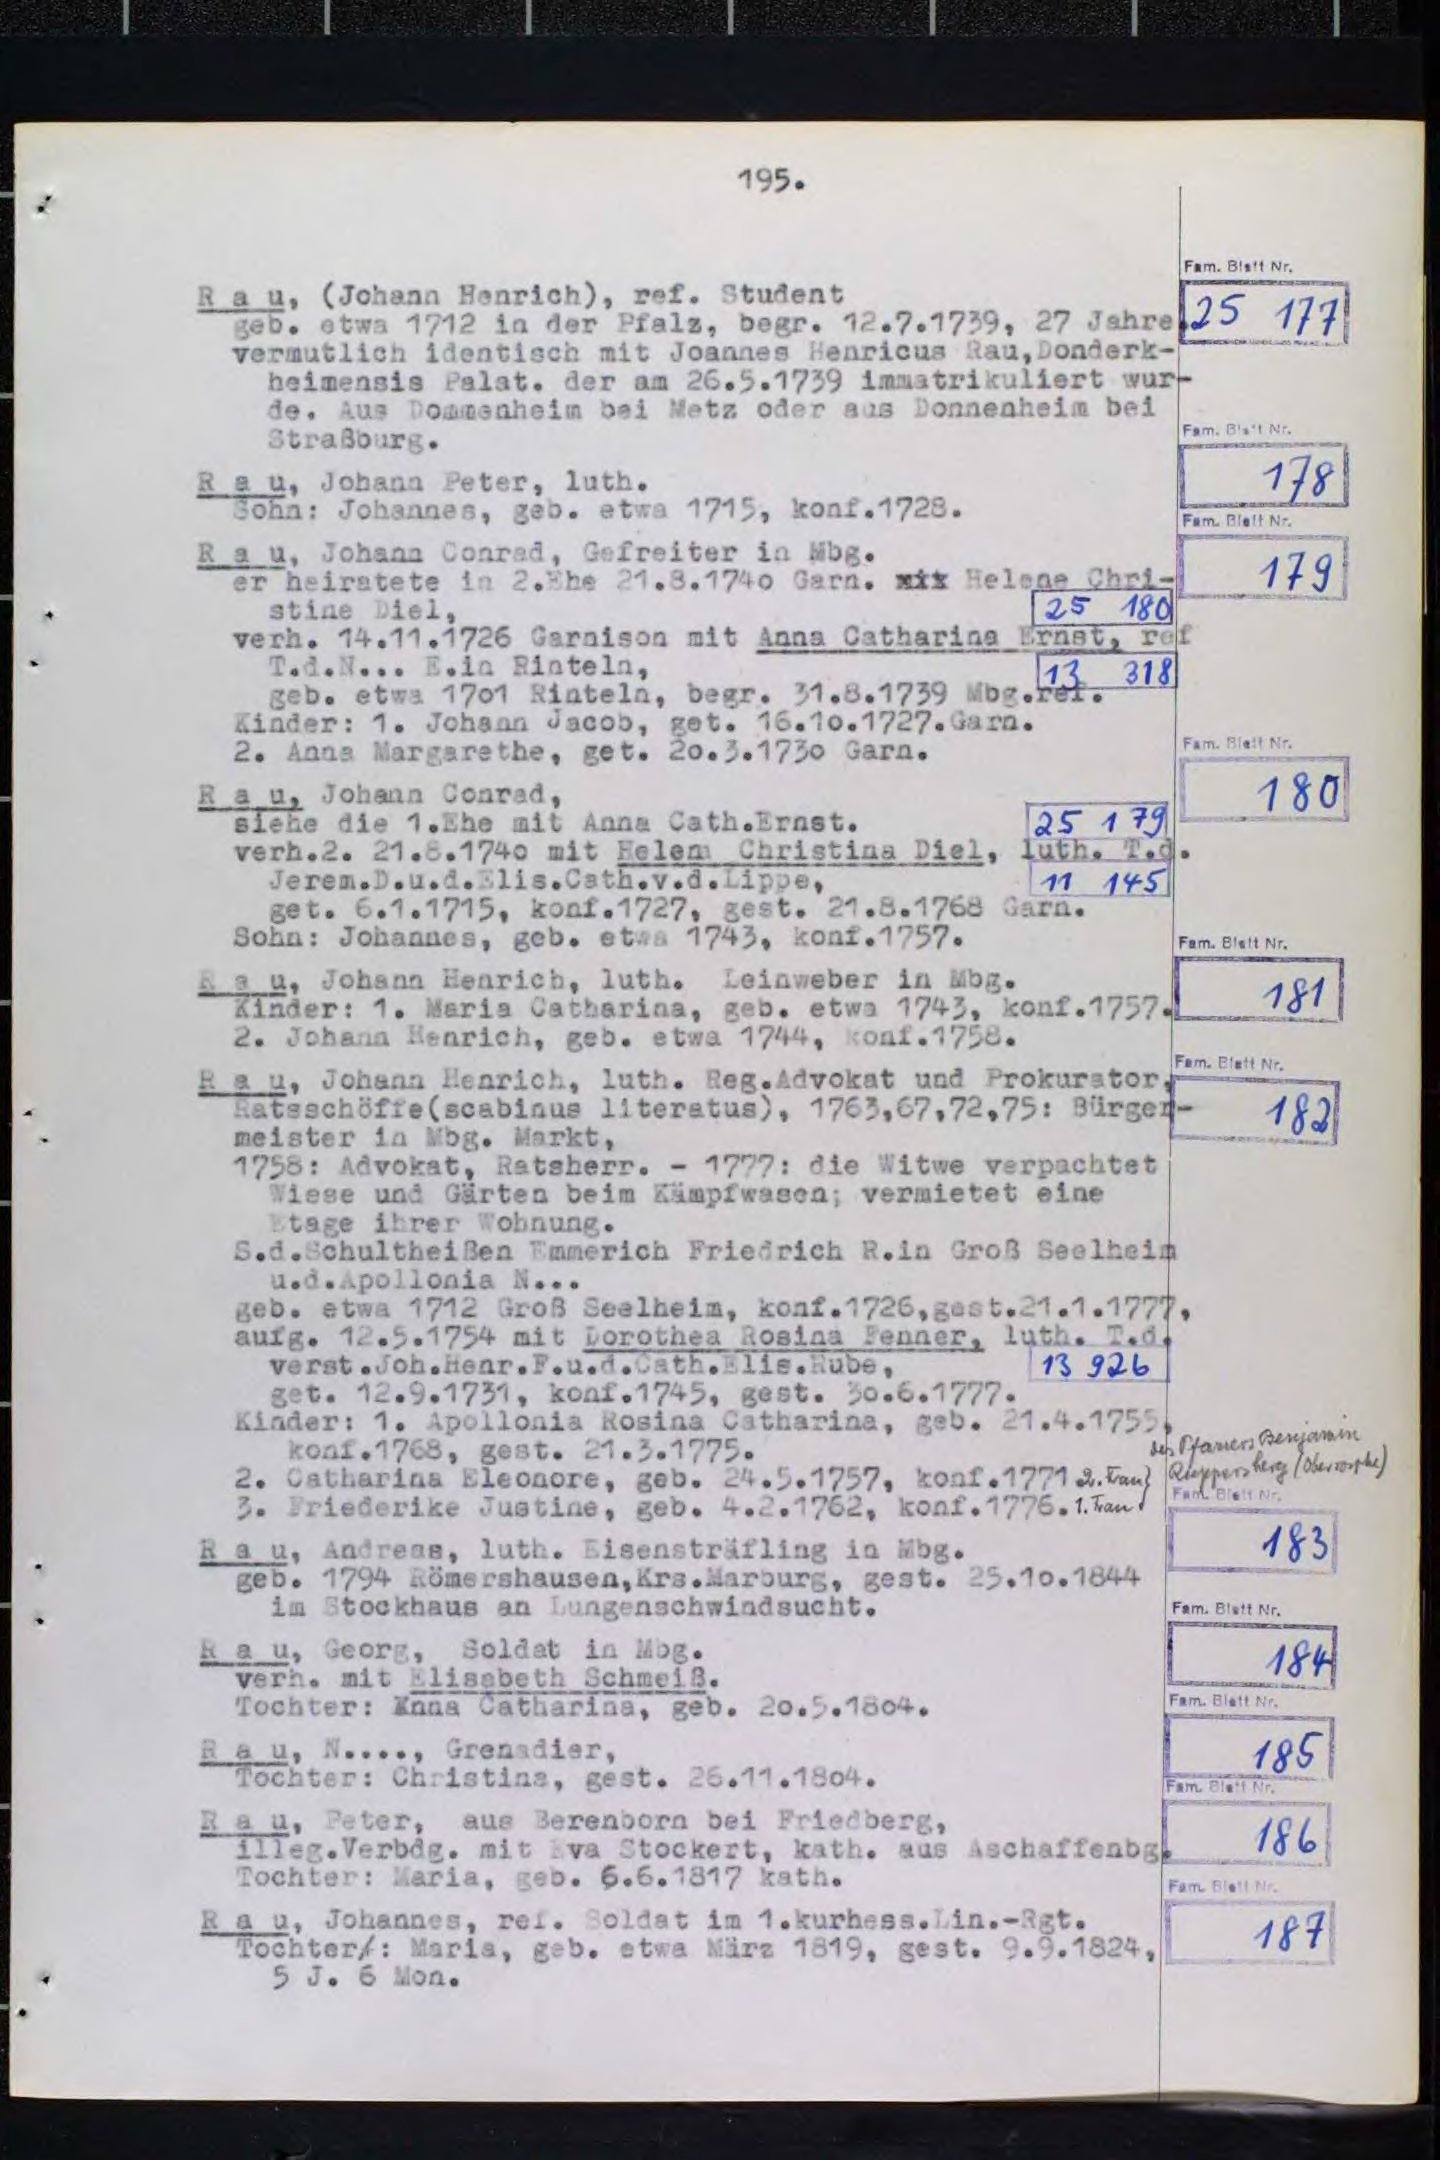 195.
Fam. Blatt Nr.
25 177
R a u, (Johann Henrich), ref. Student
geb. etwa 1712 in der Pfalz, begr. 12.7.1739, 27 Jahre.
vermutlich identisch mit Joannes Henricus Rau,Donderk-
heimensis Palat. der am 26.5.1739 immatrikuliert wur-
de. Aus Dommenheim bei Metz oder aus Donnenheim bei
Straßburg.
Fam. Blatt Nr.
178
R a u, Johann Peter, luth.
Sohn: Johannes, geb. etwa 1715, konf.1728.
Fam. Blatt Nr.
179
R a u, Johann Conrad, Gefreiter in Mbg.
er heiratete in 2.Ehe 21.8.1740 Garn. mit Helene Chri-
stine Diel,
25 180
verh. 14.11.1726 Garnison mit Anna Catharina Ernst, ref
T.d.N... E.in Rinteln,
13 318
geb. etwa 1701 Rinteln, begr. 31.8.1739 Mbg.ref.
Kinder: 1. Johann Jacob, get. 16.10.1727.Garn.
2. Anna Margarethe, get. 20.3.1730 Garn.
Fam. Blatt Nr.
180
R a u, Johann Conrad,
siehe die 1.Ehe mit Anna Cath.Ernst.
25 179
verh.2. 21.8.1740 mit Helena Christina Diel, luth. T.d.
Jerem.D.u.d.Elis.Cath.v.d.Lippe,
11 145
get. 6.1.1715, konf.1727, gest. 21.8.1768 Garn.
Sohn: Johannes, geb. etwa 1743, konf.1757.
Fam. Blatt Nr.
181
R a u, Johann Henrich, luth. Leinweber in Mbg.
Kinder: 1. Maria Catharina, geb. etwa 1743, konf.1757.
2. Johann Henrich, geb. etwa 1744, konf.1758.
Fam. Blatt Nr.
182
R a u, Johann Henrich, luth. Reg.Advokat und Prokurator,
Ratsschöffe(scabinus literatus), 1763,67,72,75: Bürger-
meister in Mbg. Markt,
1758: Advokat, Ratsherr. - 1777: die Witwe verpachtet
Wiese und Gärten beim Kämpfwasen; vermietet eine
Etage ihrer Wohnung.
S.d.Schultheißen Emmerich Friedrich R.in Groß Seelheim
u.d.Apollonia N...
geb. etwa 1712 Groß Seelheim, konf.1726,gest.21.1.1777,
aufg. 12.5.1754 mit Dorothea Rosina Fenner, luth. T.d.
verst.Joh.Henr.F.u.d.Cath.Elis.Rube,
13 926
get. 12.9.1731, konf.1745, gest. 30.6.1777.
Kinder: 1. Apollonia Rosina Catharina, geb. 21.4.1755,
konf.1768, gest. 21.3.1775.
2. Catharina Eleonore, geb. 24.5.1757, konf.1771 2. Frau
3. Friederike Justine, geb. 4.2.1762, konf.1776. 1. Frau
des Pfarrers Benjamin
Ruppersberg (Oberrosphe)
Fam. Blatt Nr.
183
R a u, Andreas, luth. Eisensträfling in Mbg.
geb. 1794 Römershausen,Krs.Marburg, gest. 25.10.1844
im Stockhaus an Lungenschwindsucht.
Fam. Blatt Nr.
184
R a u, Georg, Soldat in Mbg.
verh. mit Elisabeth Schmeiß.
Tochter: Anna Catharina, geb. 20.5.1804.
Fam. Blatt Nr.
185
R a u, N....., Grenadier,
Tochter: Christina, gest. 26.11.1804.
Fam. Blatt Nr.
186
R a u, Peter, aus Berenborn bei Friedberg,
illeg.Verbdg. mit Eva Stockert, kath. aus Aschaffenbg.
Tochter: Maria, geb. 6.6.1817 kath.
Fam. Blatt Nr.
187
R a u, Johannes, ref. Soldat im 1.kurhess.Lin.-Rgt.
Tochter: Maria, geb. etwa März 1819, gest. 9.9.1824,
5 J. 6 Mon.